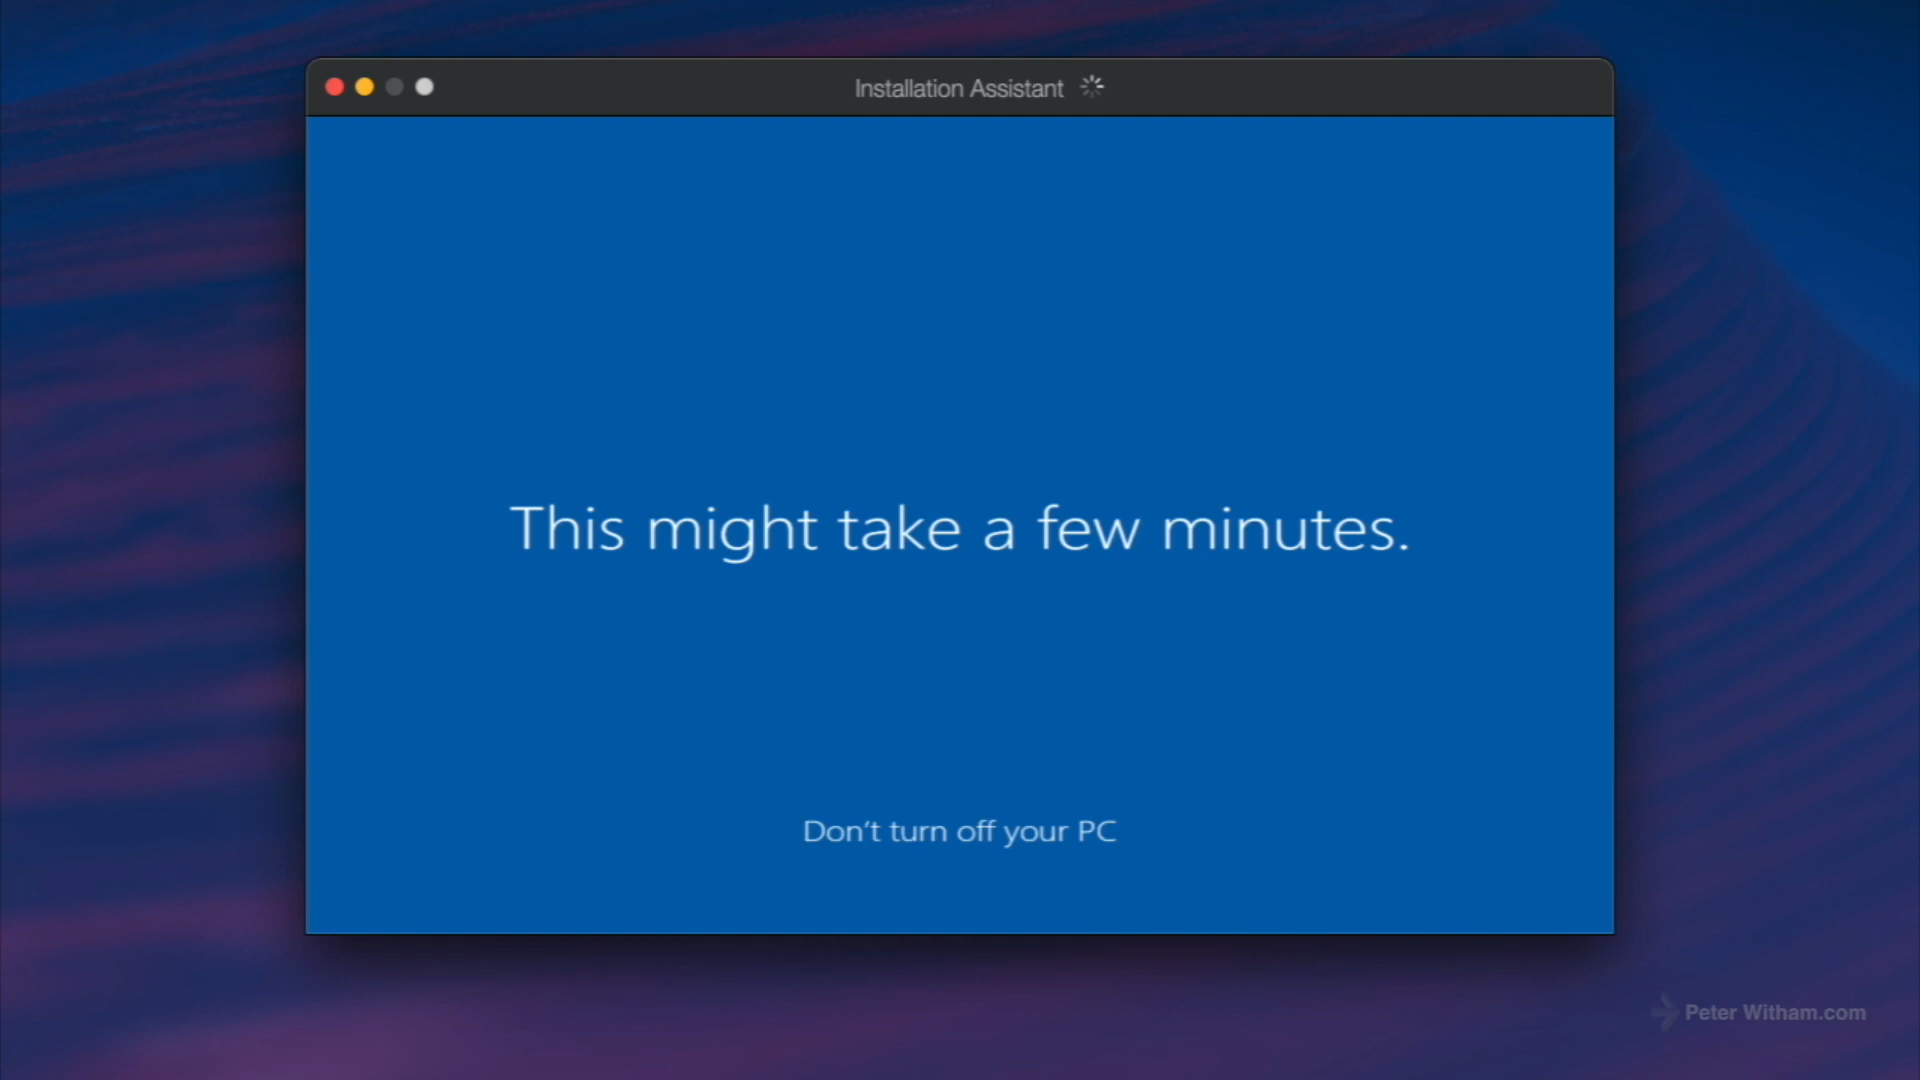 Installation Assistant
This might take a few minutes.
Don't turn off your PC
Peter Witham.com